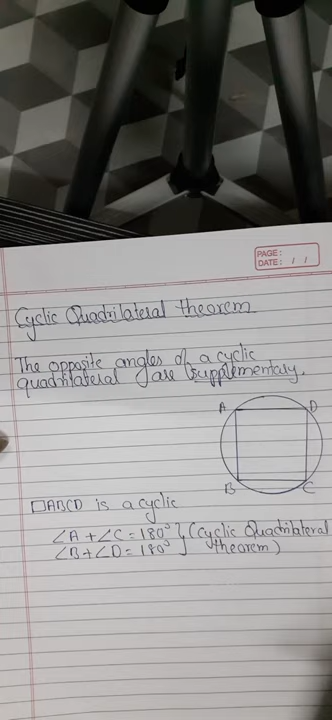 PAGE:
DATE: / /
Cyclic Quadrilateral theorem
The opposite angles of a cyclic
quadrilateral are supplementary.
A D
B C
□ABCD is a cyclic
∠A + ∠C = 180° } (Cyclic Quadrilateral
∠B + ∠D = 180° } theorem)